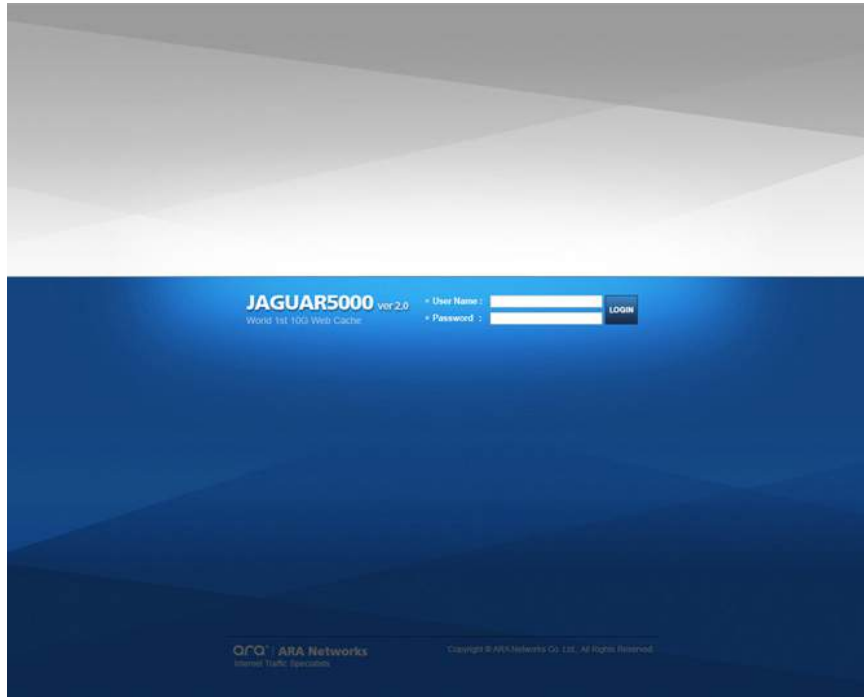 JAGUAR5000 ver 2.0
World 1st 10G Web Cache
User Name :
Password :
LOGIN
ara | ARA Networks
Internet Traffic Specialists
Copyright © ARA Networks Co. Ltd., All Rights Reserved.